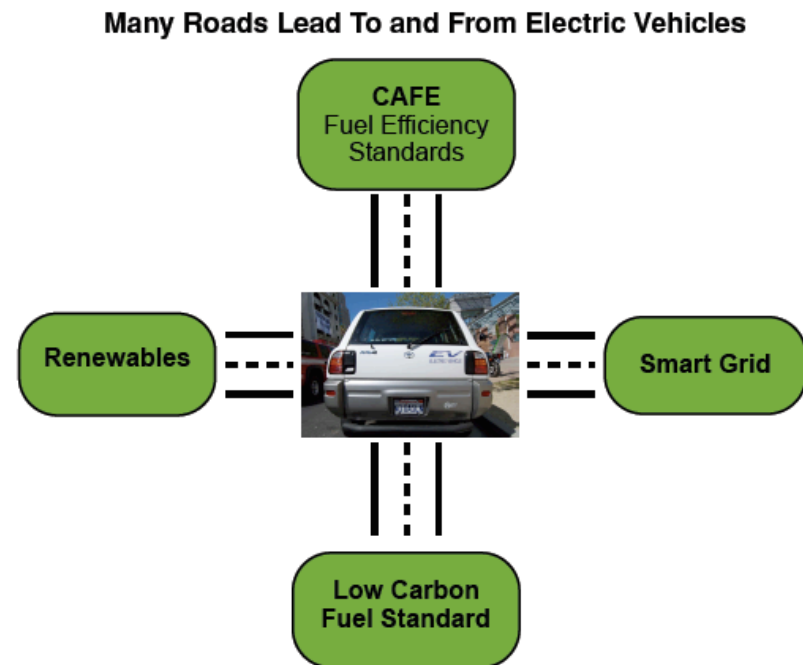 Many Roads Lead To and From Electric Vehicles
CAFE
Fuel Efficiency
Standards
Renewables
EV
Smart Grid
Low Carbon
Fuel Standard